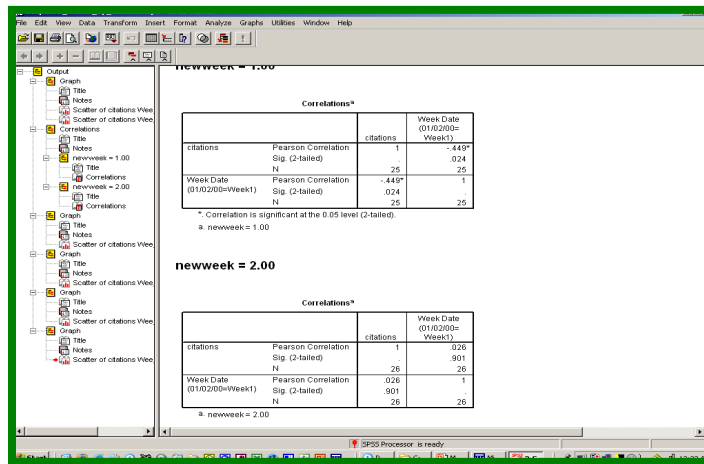 File Edit View Data Transform Insert Format Analyze Graphs Utilities Window Help
Output
Graph
Title
Notes
Scatter of citations Wee
Scatter of citations Wee
Correlations
Title
Notes
newweek = 1.00
Title
Correlations
newweek = 2.00
Title
Correlations
Graph
Title
Notes
Scatter of citations Wee
Graph
Title
Notes
Scatter of citations Wee
Graph
Title
Notes
Scatter of citations Wee
Graph
Title
Notes
Scatter of citations Wee
newweek = 1.00
Correlationsª
citations Week Date (01/02/00= Week1)
citations Pearson Correlation 1 -.449*
Sig. (2-tailed) . .024
N 25 25
Week Date (01/02/00=Week1) Pearson Correlation -.449* 1
Sig. (2-tailed) .024 .
N 25 25
*. Correlation is significant at the 0.05 level (2-tailed).
a. newweek = 1.00
newweek = 2.00
Correlationsª
citations Week Date (01/02/00= Week1)
citations Pearson Correlation 1 .026
Sig. (2-tailed) . .901
N 26 26
Week Date (01/02/00=Week1) Pearson Correlation .026 1
Sig. (2-tailed) .901 .
N 26 26
a. newweek = 2.00
SPSS Processor is ready